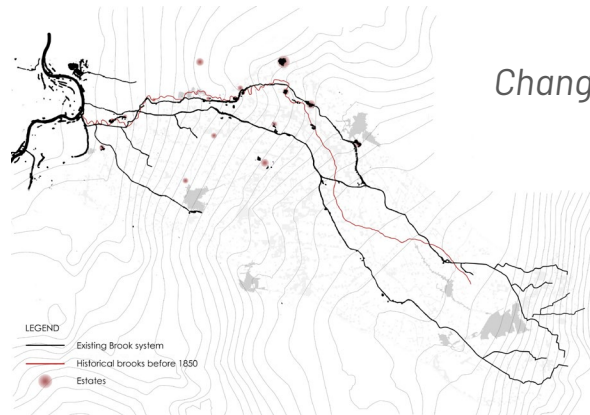 Chang
LEGEND
Existing Brook system
Historical brooks before 1850
Estates